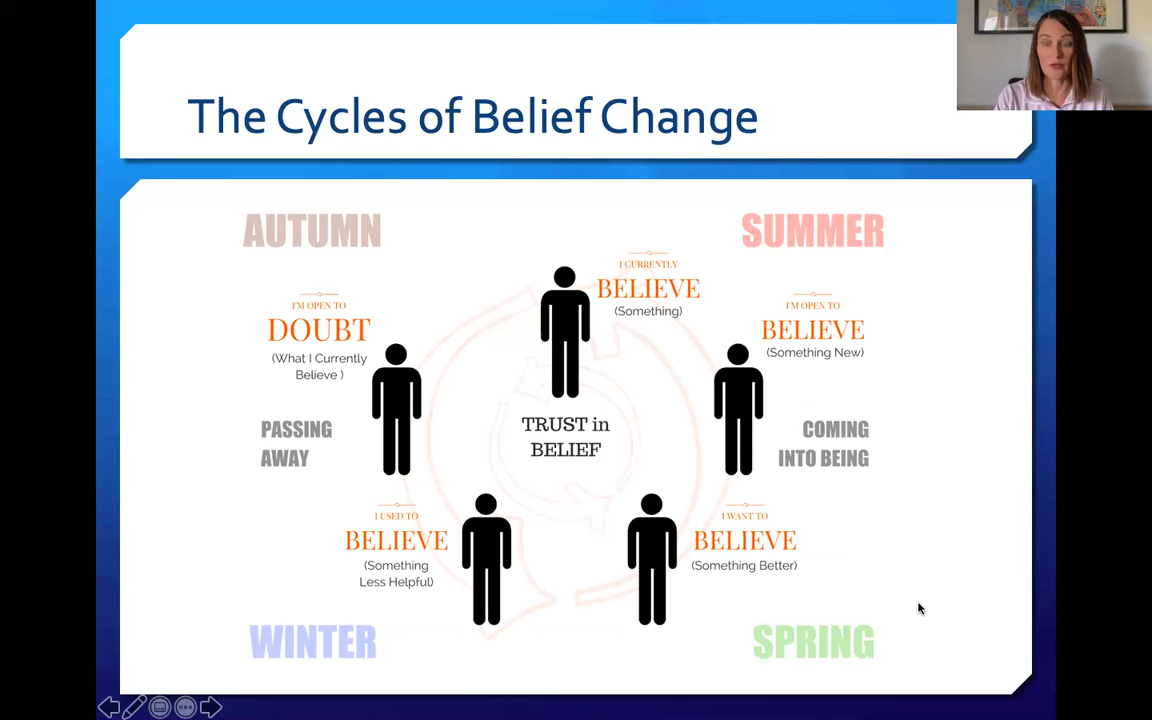 The Cycles of Belief Change
AUTUMN
SUMMER
I CURRENTLY
BELIEVE
(Something)
I'M OPEN TO
DOUBT
(What I Currently
Believe )
I'M OPEN TO
BELIEVE
(Something New)
PASSING
AWAY
TRUST in
BELIEF
COMING
INTO BEING
I USED TO
BELIEVE
(Something
Less Helpful)
I WANT TO
BELIEVE
(Something Better)
WINTER
SPRING